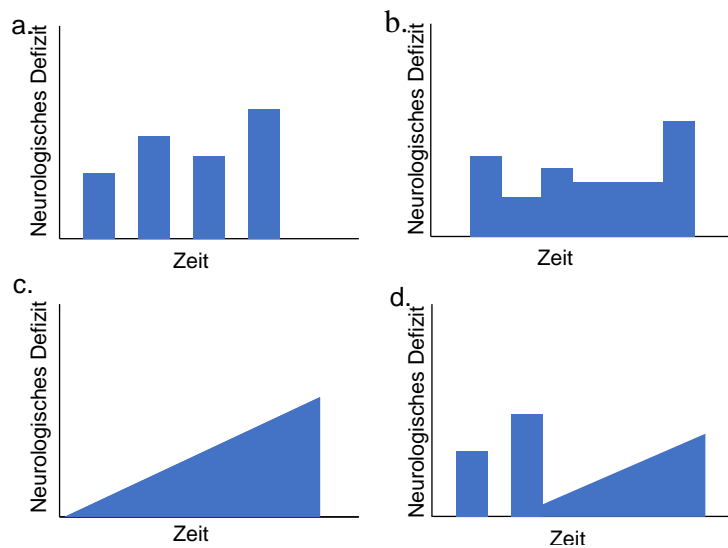 a.
Neurologisches Defizit
Zeit
b.
Neurologisches Defizit
Zeit
c.
Neurologisches Defizit
Zeit
d.
Neurologisches Defizit
Zeit